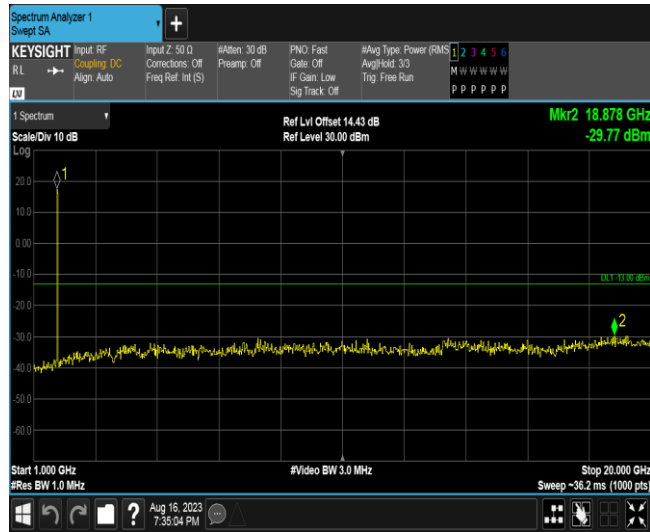 Spectrum Analyzer 1
Swept SA
+
KEYSIGHT
RL
LXI
Input: RF
Coupling: DC
Align: Auto
Input Z: 50 Ω
Corrections: Off
Freq Ref: Int (S)
#Atten: 30 dB
Preamp: Off
PNO: Fast
Gate: Off
IF Gain: Low
Sig Track: Off
#Avg Type: Power (RMS
Avg|Hold: 3/3
Trig: Free Run
1 2 3 4 5 6
M W W W W W
P P P P P P
1 Spectrum
Scale/Div 10 dB
Ref Lvl Offset 14.43 dB
Ref Level 30.00 dBm
Mkr2 18.878 GHz
-29.77 dBm
Log
20.0
10.0
0.00
-10.0
-20.0
-30.0
-40.0
-50.0
-60.0
1
DL1 -13.00 dBm
2
Start 1.000 GHz
#Res BW 1.0 MHz
#Video BW 3.0 MHz
Stop 20.000 GHz
Sweep ~36.2 ms (1000 pts)
?
Aug 16, 2023
7:35:04 PM